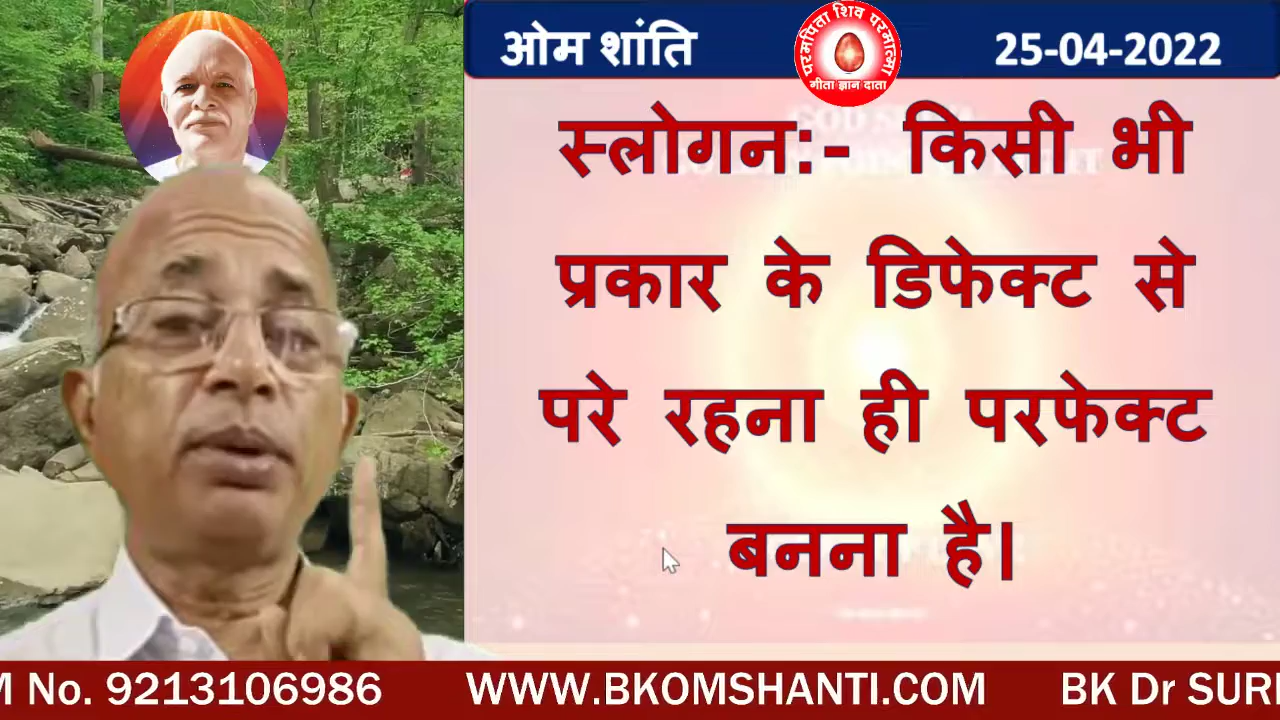 ओम शांति
परमपिता शिव परमात्मा
गीता ज्ञान दाता
25-04-2022
स्लोगन:- किसी भी
प्रकार के डिफेक्ट से
परे रहना ही परफेक्ट
बनना है।
M No. 9213106986 WWW.BKOMSHANTI.COM BK Dr SURE